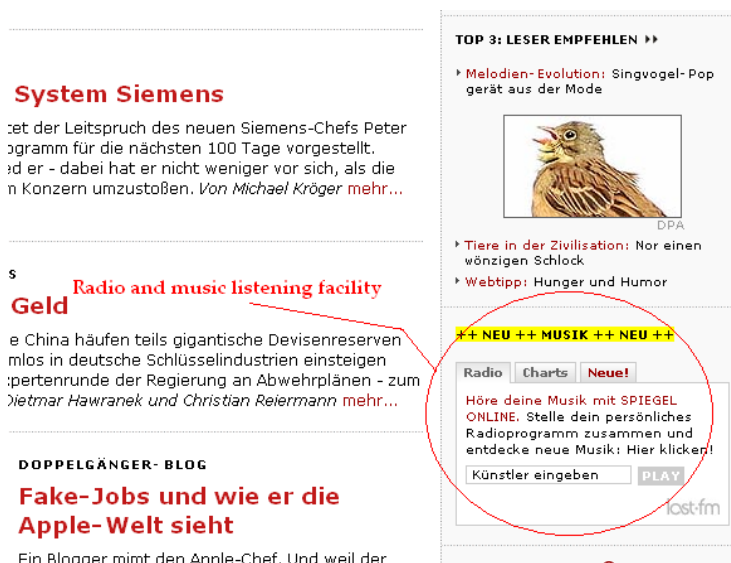 System Siemens
tet der Leitspruch des neuen Siemens-Chefs Peter
ogramm für die nächsten 100 Tage vorgestellt.
ed er - dabei hat er nicht weniger vor sich, als die
n Konzern umzustoßen. Von Michael Kröger mehr...
S
Geld
e China häufen teils gigantische Devisenreserven
mlos in deutsche Schlüsselindustrien einsteigen
xpertenrunde der Regierung an Abwehrplänen - zum
Dietmar Hawranek und Christian Reiermann mehr...
DOPPELGÄNGER-BLOG
Fake-Jobs und wie er die
Apple-Welt sieht
Ein Blogger mimt den Apple-Chef. Und weil der
Radio and music listening facility
TOP 3: LESER EMPFEHLEN
Melodien-Evolution: Singvogel-Pop
gerät aus der Mode
DPA
Tiere in der Zivilisation: Nor einen
wönzigen Schlock
Webtipp: Hunger und Humor
++ NEU ++ MUSIK ++ NEU ++
Radio Charts Neue!
Höre deine Musik mit SPIEGEL
ONLINE. Stelle dein persönliches
Radioprogramm zusammen und
entdecke neue Musik: Hier klicken!
Künstler eingeben PLAY
lost·fm